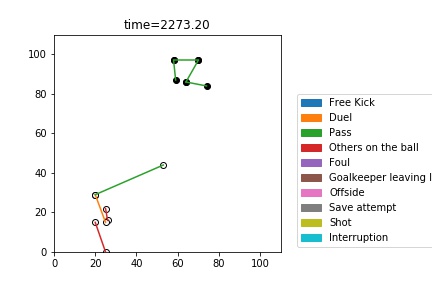 time=2273.20
100
80
60
40
20
0
0 20 40 60 80 100
Free Kick
Duel
Pass
Others on the ball
Foul
Goalkeeper leaving l
Offside
Save attempt
Shot
Interruption